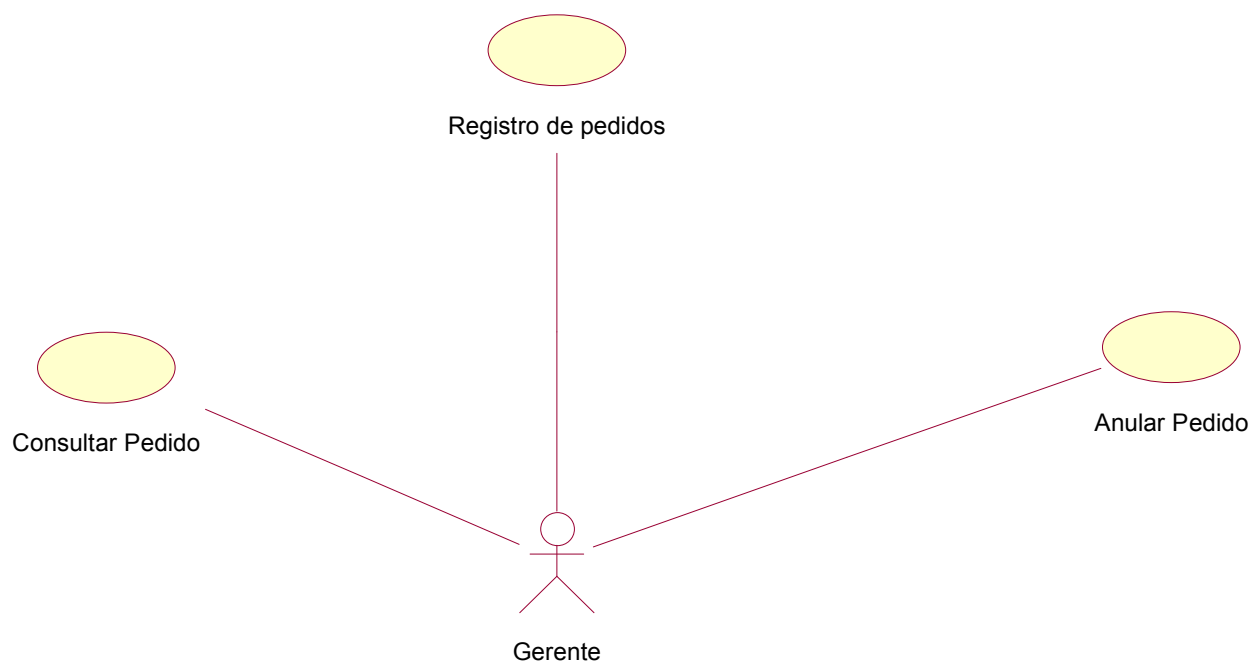 Registro de pedidos
Consultar Pedido
Anular Pedido
Gerente